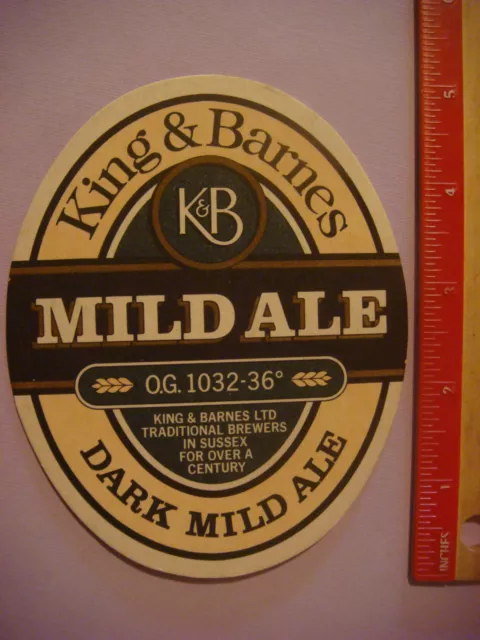 King & Barnes
K&B
MILD ALE
O.G. 1032-36°
KING & BARNES LTD
TRADITIONAL BREWERS
IN SUSSEX
FOR OVER A
CENTURY
DARK MILD ALE
5
4
3
2
1
INCHES